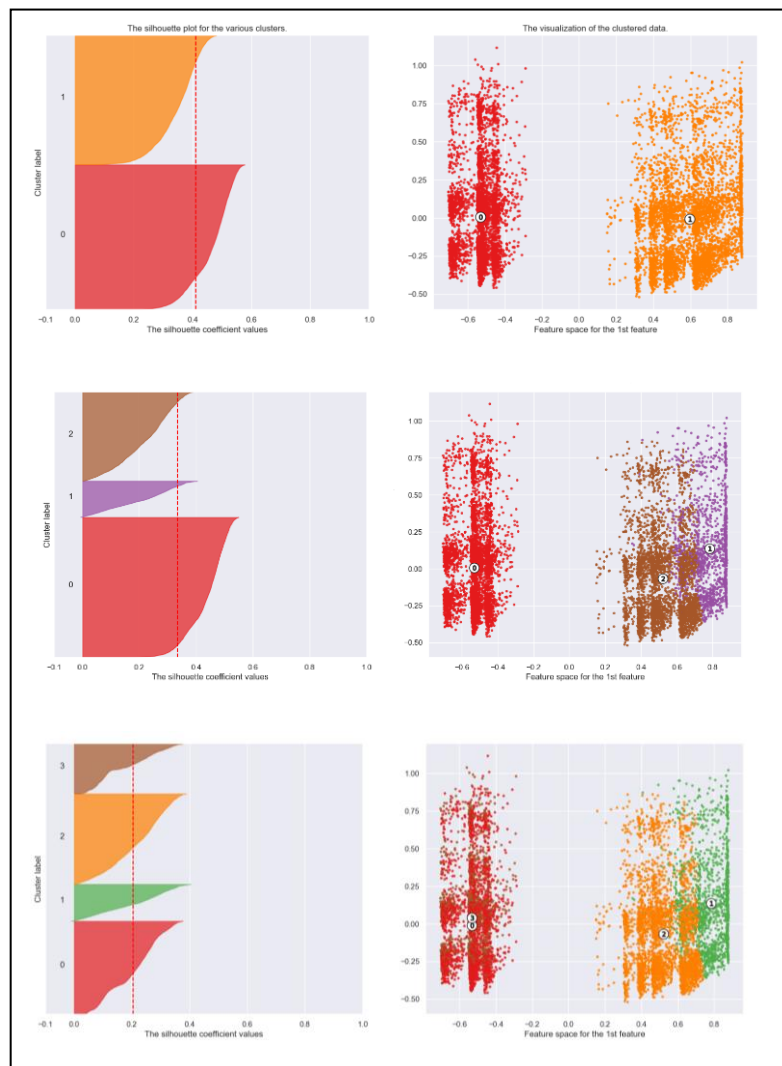 The silhouette plot for the various clusters.
1
0
Cluster label
−0.1 0.0 0.2 0.4 0.6 0.8 1.0
The silhouette coefficient values
The visualization of the clustered data.
1.00
0.75
0.50
0.25
0.00
−0.25
−0.50
0
1
−0.6 −0.4 −0.2 0.0 0.2 0.4 0.6 0.8
Feature space for the 1st feature
2
1
0
Cluster label
−0.1 0.0 0.2 0.4 0.6 0.8 1.0
The silhouette coefficient values
1.00
0.75
0.50
0.25
0.00
−0.25
−0.50
1
0
2
−0.6 −0.4 −0.2 0.0 0.2 0.4 0.6 0.8
Feature space for the 1st feature
3
2
1
0
Cluster label
−0.1 0.0 0.2 0.4 0.6 0.8 1.0
The silhouette coefficient values
1.00
0.75
0.50
0.25
0.00
−0.25
−0.50
1
3
0
2
−0.6 −0.4 −0.2 0.0 0.2 0.4 0.6 0.8
Feature space for the 1st feature